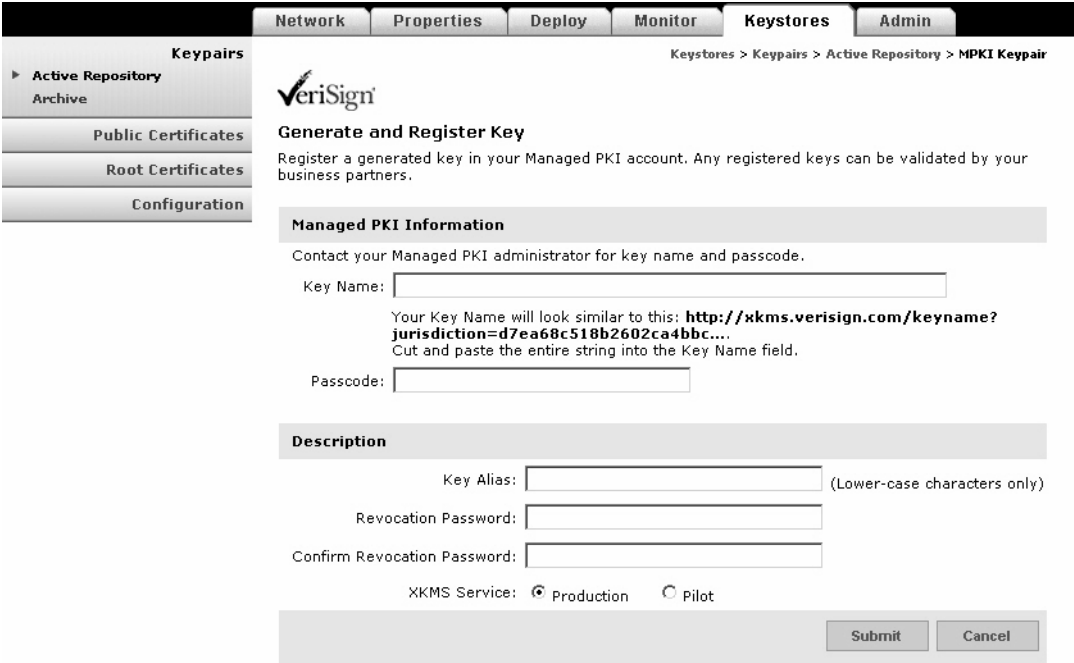 Network Properties Deploy Monitor Keystores Admin
Keypairs
Active Repository
Archive
Public Certificates
Root Certificates
Configuration
Keystores > Keypairs > Active Repository > MPKI Keypair
VeriSign
Generate and Register Key
Register a generated key in your Managed PKI account. Any registered keys can be validated by your
business partners.
Managed PKI Information
Contact your Managed PKI administrator for key name and passcode.
Key Name:
Your Key Name will look similar to this: http://xkms.verisign.com/keyname?
jurisdiction=d7ea68c518b2602ca4bbc....
Cut and paste the entire string into the Key Name field.
Passcode:
Description
Key Alias: (Lower-case characters only)
Revocation Password:
Confirm Revocation Password:
XKMS Service: Production Pilot
Submit Cancel